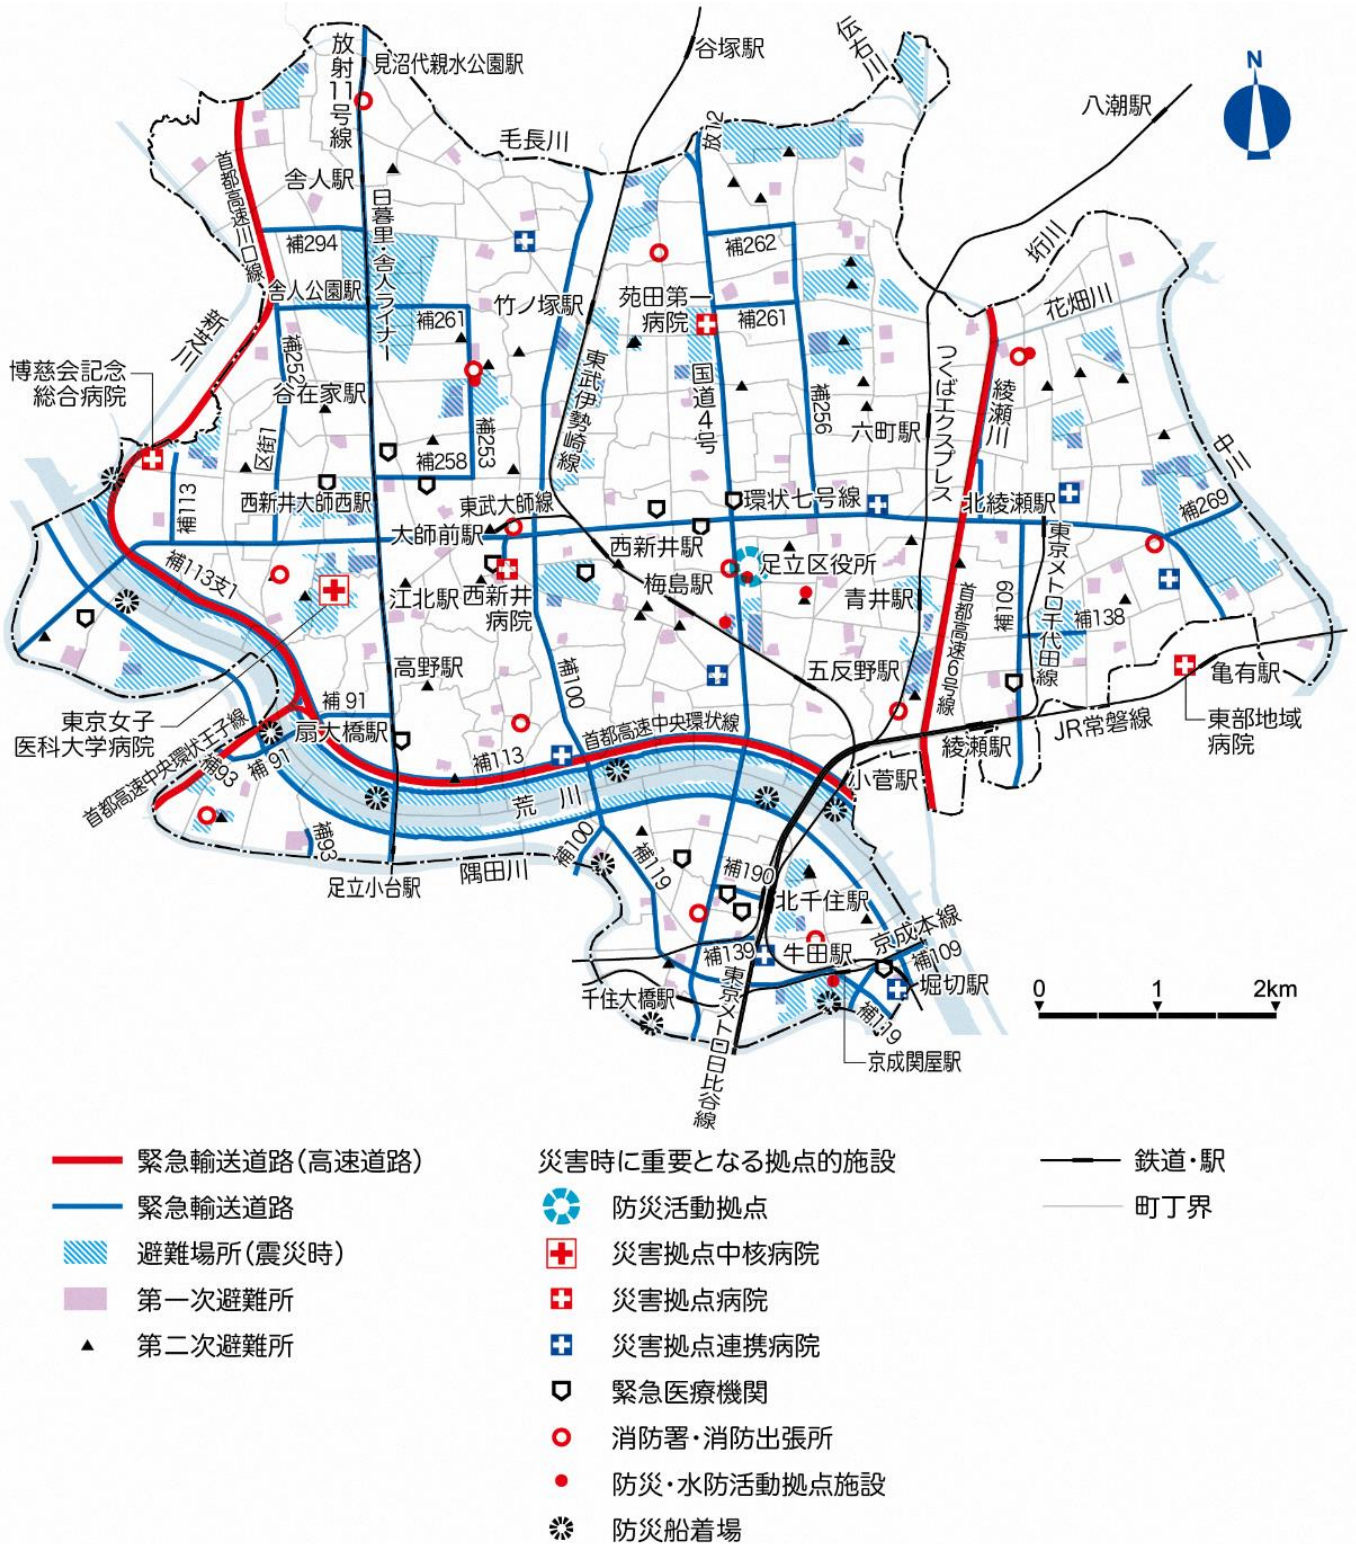 放射11号線
見沼代親水公園駅
谷塚駅
伝右川
八潮駅
N
毛長川
放12
首都高速川口線
舎人駅
日暮里・舎人ライナー
補294
補262
垳川
舎人公園駅
花畑川
新芝川
補261
竹ノ塚駅
苑田第一
病院
補261
博慈会記念
総合病院
補252
谷在家駅
東武伊勢崎線
国道4号
補256
つくばエクスプレス
綾瀬川
六町駅
中川
区街1
補258
補253
補113
西新井大師西駅
東武大師線
環状七号線
北綾瀬駅
補269
大師前駅
西新井駅
足立区役所
東京メトロ千代田線
補113支1
江北駅
西新井
病院
梅島駅
青井駅
首都高速6号線
補109
補138
高野駅
五反野駅
亀有駅
補100
東京女子
医科大学病院
補91
扇大橋駅
首都高速中央環状線
綾瀬駅
JR常磐線
東部地域
病院
首都高速中央環状王子線
補93
補91
補113
小菅駅
荒川
補93
足立小台駅
隅田川
補100
補119
補190
北千住駅
補139
牛田駅
京成本線
補109
堀切駅
千住大橋駅
東京メトロ日比谷線
補119
京成関屋駅
0
1
2km
緊急輸送道路(高速道路)
緊急輸送道路
避難場所(震災時)
第一次避難所
第二次避難所
災害時に重要となる拠点的施設
防災活動拠点
災害拠点中核病院
災害拠点病院
災害拠点連携病院
緊急医療機関
消防署・消防出張所
防災・水防活動拠点施設
防災船着場
鉄道・駅
町丁界